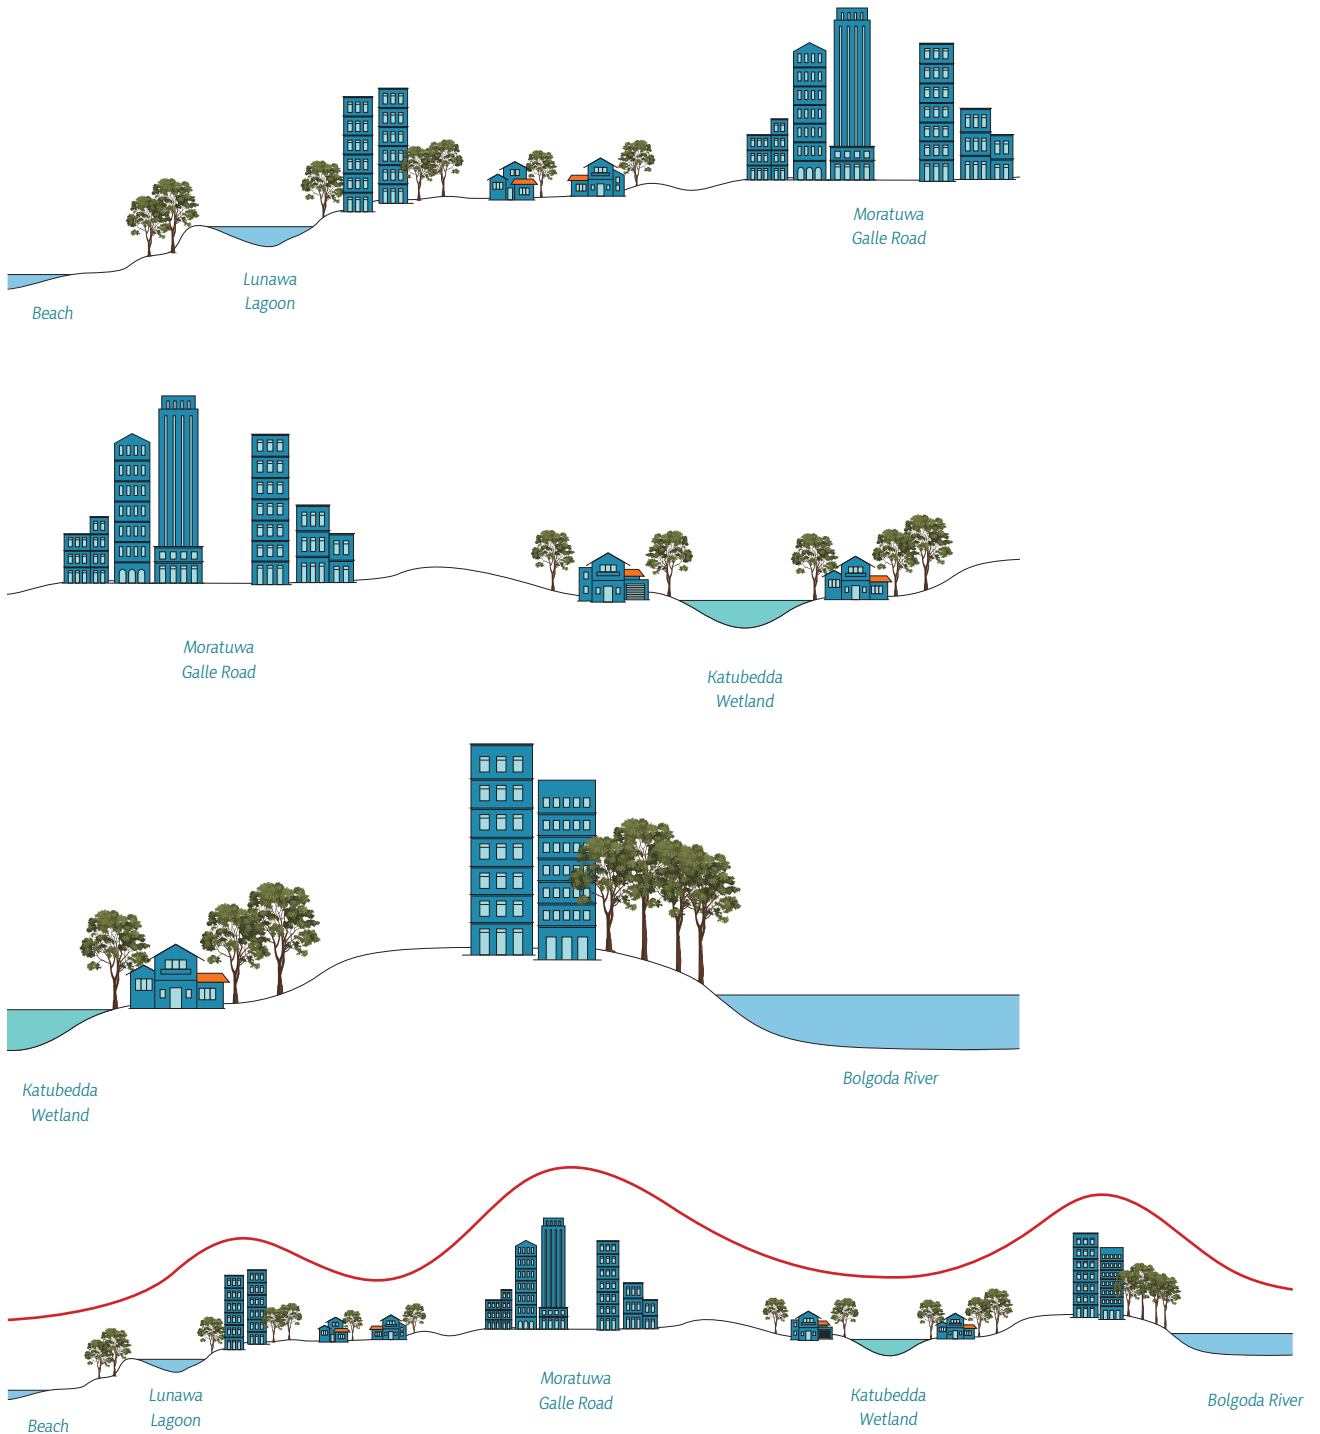 Moratuwa
Galle Road
Lunawa
Lagoon
Beach
Moratuwa
Galle Road
Katubedda
Wetland
Katubedda
Wetland
Bolgoda River
Moratuwa
Galle Road
Lunawa
Lagoon
Katubedda
Wetland
Bolgoda River
Beach